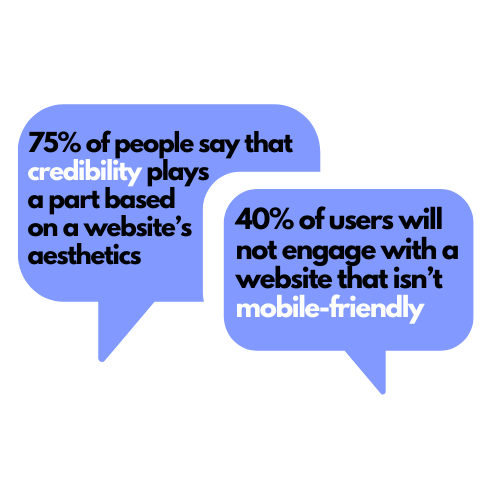 75% of people say that
credibility plays
a part based
on a website's
aesthetics
40% of users will
not engage with a
website that isn't
mobile-friendly